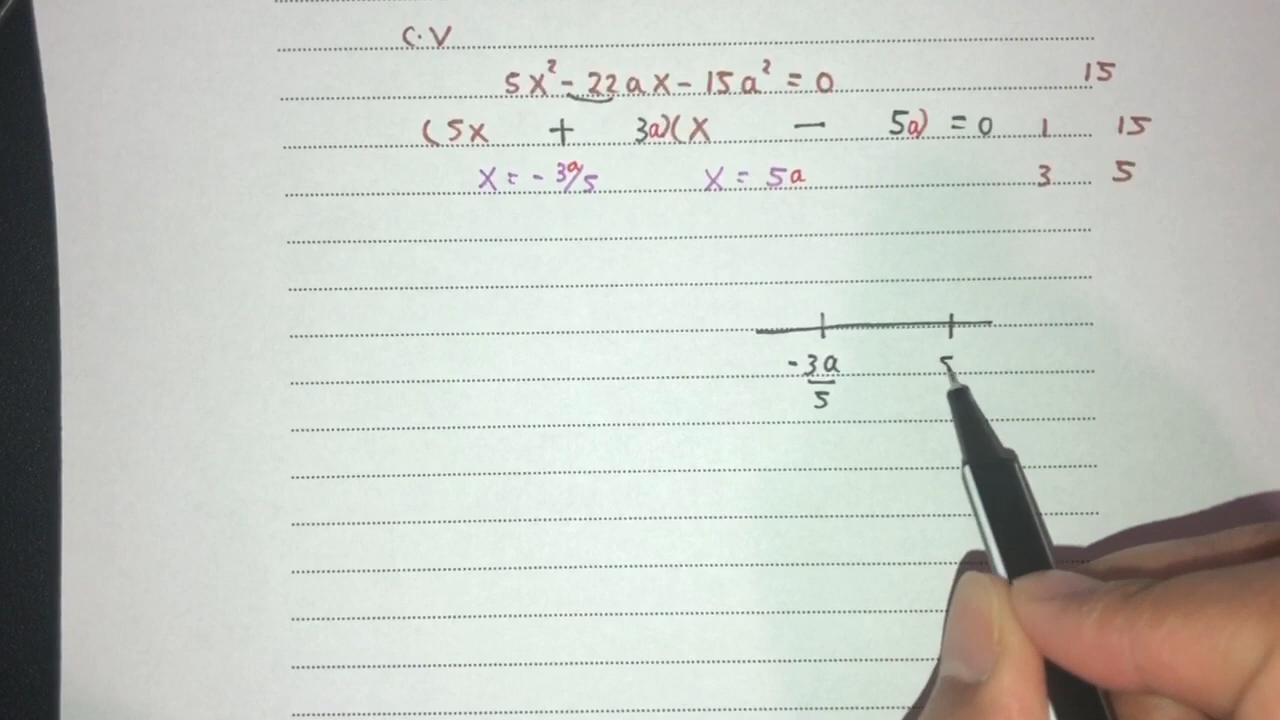 C.V
5x² - 22ax - 15a² = 0 15
(5x + 3a)(x - 5a) = 0 1 15
x = -3a/5 x = 5a 3 5
-3a/5 5